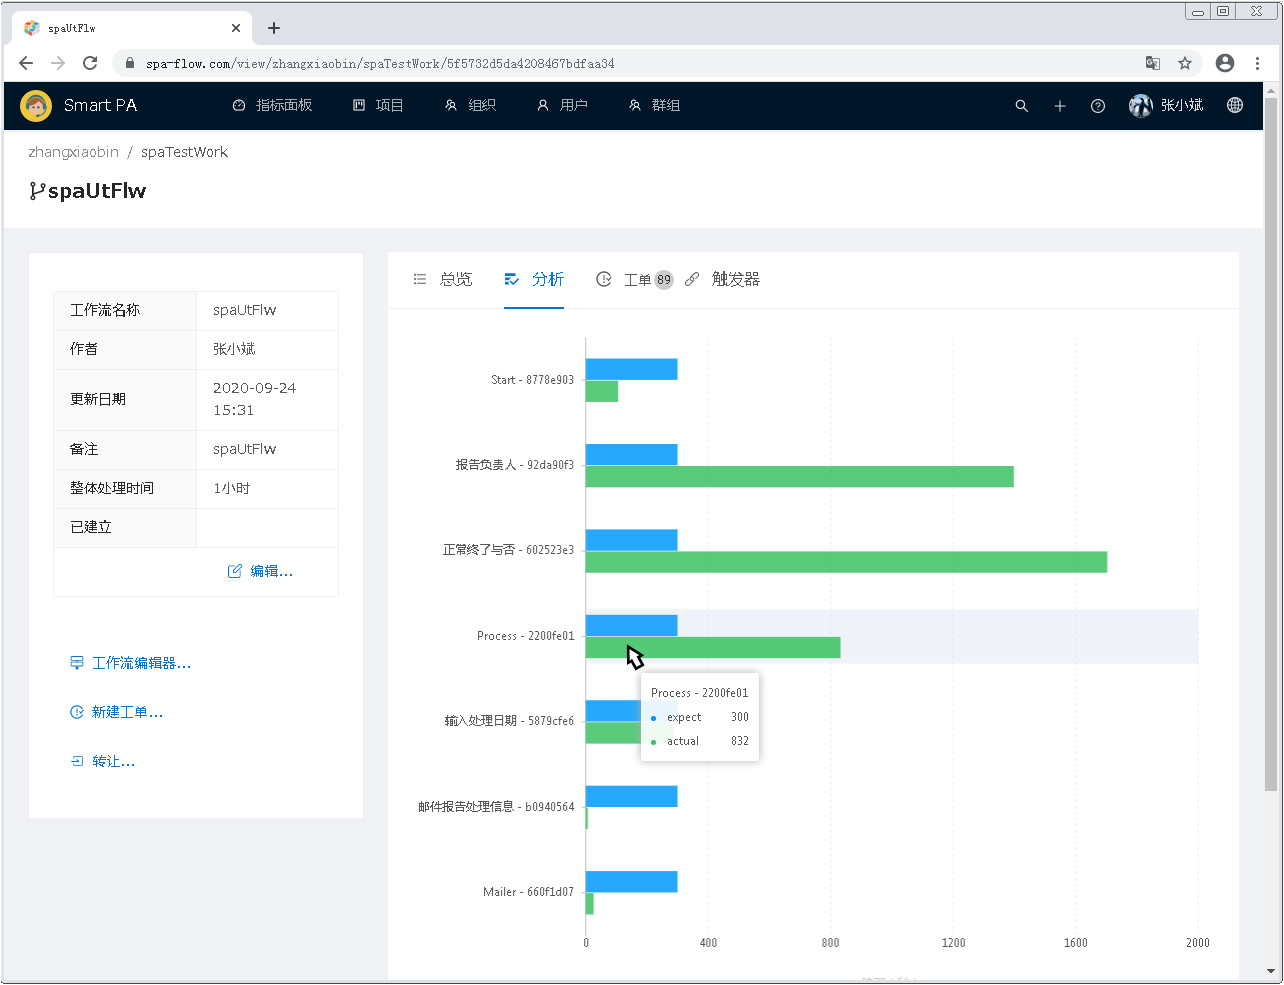 spaUtFlw
spa-flow.com/view/zhangxiaobin/spaTestWork/5f5732d5da4208467bdfaa34
Smart PA 指标面板 项目 组织 用户 群组 张小斌
zhangxiaobin / spaTestWork
spaUtFlw
工作流名称 spaUtFlw
作者 张小斌
更新日期 2020-09-24 15:31
备注 spaUtFlw
整体处理时间 1小时
已建立
编辑...
工作流编辑器...
新建工单...
转让...
总览 分析 工单 89 触发器
Start - 8778e903
报告负责人 - 92da90f3
正常终了与否 - 602523e3
Process - 2200fe01
输入处理日期 - 5879cfe6
邮件报告处理信息 - b0940564
Mailer - 660f1d07
Process - 2200fe01
expect 300
actual 832
0 400 800 1200 1600 2000